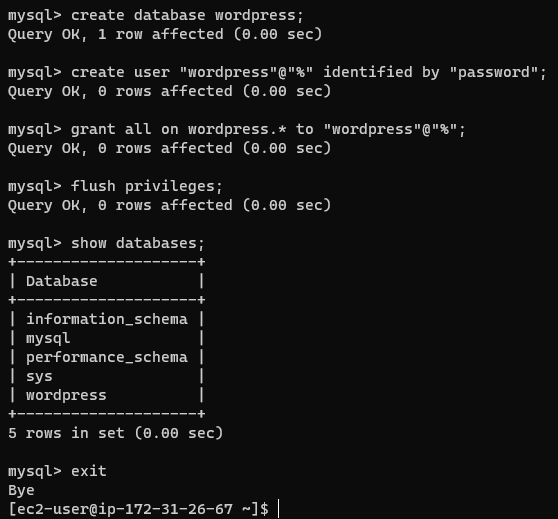 mysql> create database wordpress;
Query OK, 1 row affected (0.00 sec)
mysql> create user "wordpress"@"%" identified by "password";
Query OK, 0 rows affected (0.00 sec)
mysql> grant all on wordpress.* to "wordpress"@"%";
Query OK, 0 rows affected (0.00 sec)
mysql> flush privileges;
Query OK, 0 rows affected (0.00 sec)
mysql> show databases;
+--------------------+
| Database           |
+--------------------+
| information_schema |
| mysql              |
| performance_schema |
| sys                |
| wordpress          |
+--------------------+
5 rows in set (0.00 sec)
mysql> exit
Bye
[ec2-user@ip-172-31-26-67 ~]$